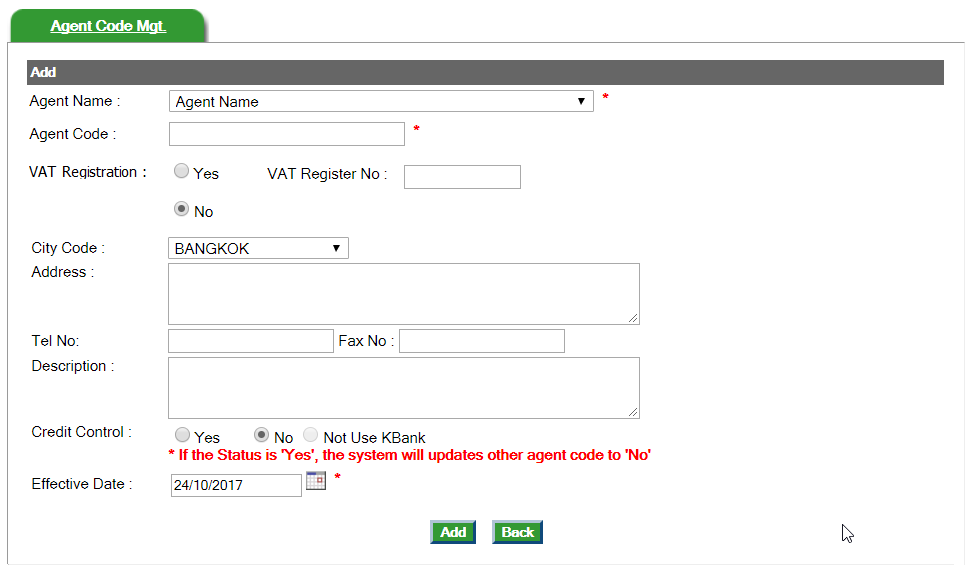 Agent Code Mgt.
Add
Agent Name : Agent Name *
Agent Code : *
VAT Registration : Yes VAT Register No :
No
City Code : BANGKOK
Address :
Tel No: Fax No :
Description :
Credit Control : Yes No Not Use KBank
* If the Status is 'Yes', the system will updates other agent code to 'No'
Effective Date : 24/10/2017 *
Add Back